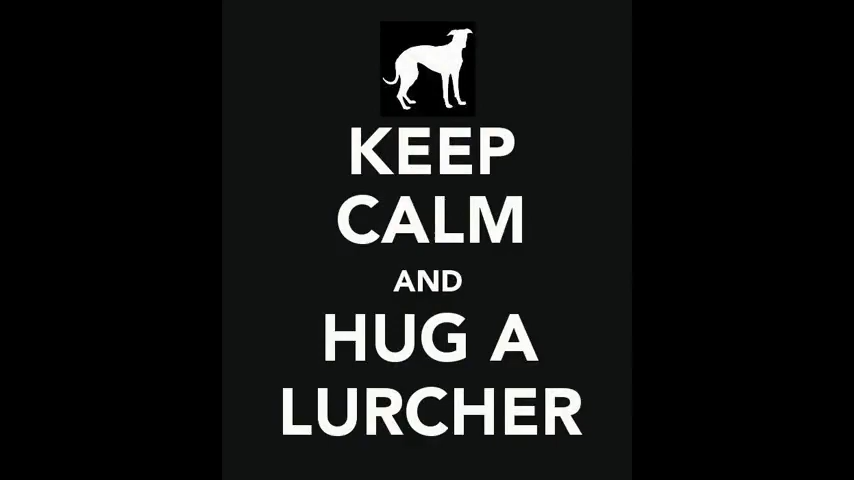 KEEP
CALM
AND
HUG A
LURCHER